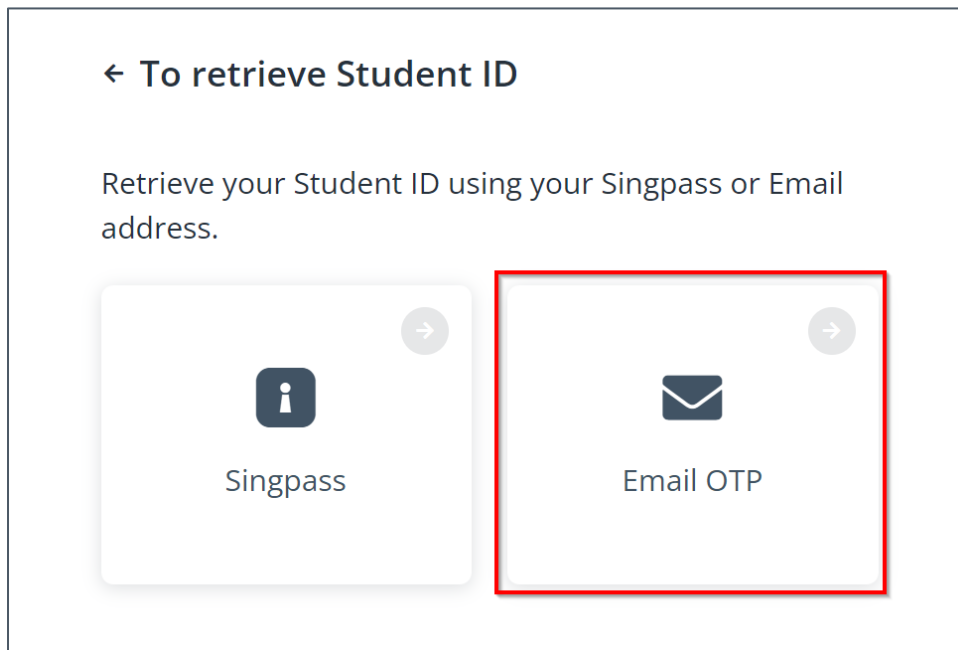 ← To retrieve Student ID
Retrieve your Student ID using your Singpass or Email
address.
Singpass
Email OTP